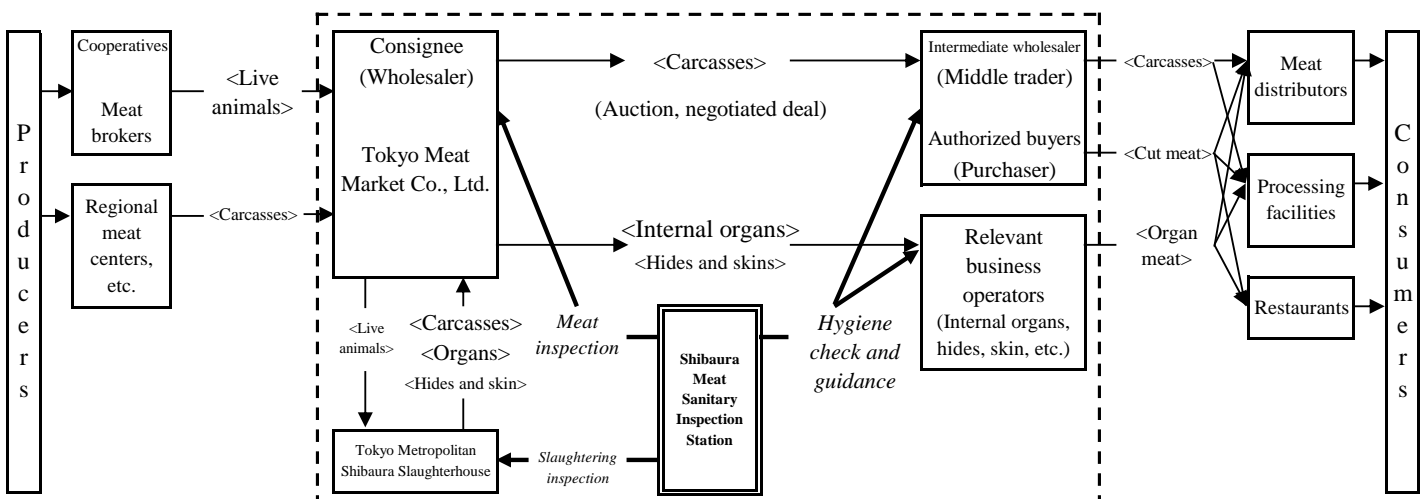 Producers
Cooperatives
Meat
brokers
Regional
meat
centers,
etc.
<Live
animals>
<Carcasses>
Consignee
(Wholesaler)
Tokyo Meat
Market Co., Ltd.
<Carcasses>
(Auction, negotiated deal)
<Internal organs>
<Hides and skins>
<Live
animals>
<Carcasses>
<Organs>
<Hides and skin>
Meat
inspection
Tokyo Metropolitan
Shibaura Slaughterhouse
Slaughtering
inspection
Shibaura
Meat
Sanitary
Inspection
Station
Hygiene
check and
guidance
Intermediate wholesaler
(Middle trader)
Authorized buyers
(Purchaser)
Relevant
business
operators
(Internal organs,
hides, skin, etc.)
<Carcasses>
<Cut meat>
<Organ
meat>
Meat
distributors
Processing
facilities
Restaurants
Consumers